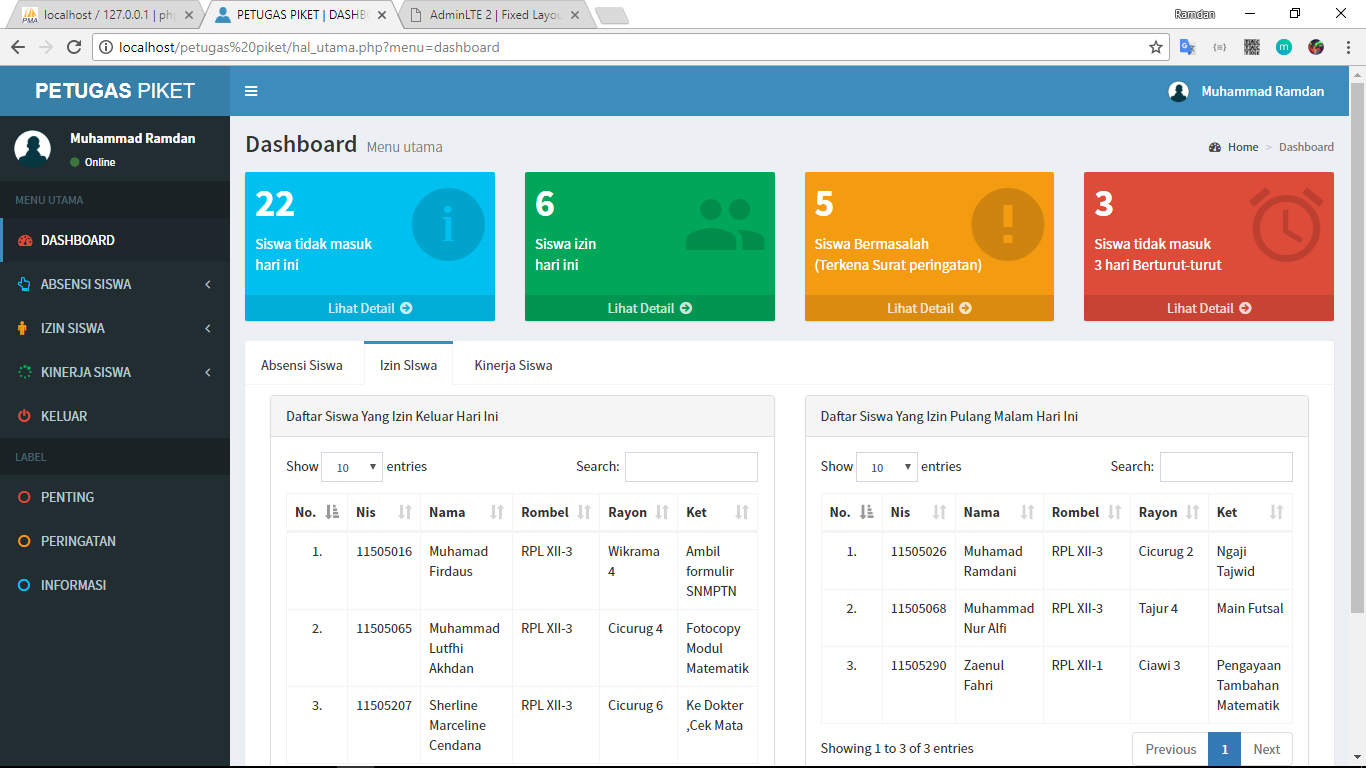 localhost / 127.0.0.1 | ph
PETUGAS PIKET | DASHB
AdminLTE 2 | Fixed Layou
Ramdan
localhost/petugas%20piket/hal_utama.php?menu=dashboard
PETUGAS PIKET
Muhammad Ramdan
Muhammad Ramdan
Online
MENU UTAMA
DASHBOARD
ABSENSI SISWA
IZIN SISWA
KINERJA SISWA
KELUAR
LABEL
PENTING
PERINGATAN
INFORMASI
Dashboard Menu utama
Home > Dashboard
22
Siswa tidak masuk
hari ini
Lihat Detail
6
Siswa izin
hari ini
Lihat Detail
5
Siswa Bermasalah
(Terkena Surat peringatan)
Lihat Detail
3
Siswa tidak masuk
3 hari Berturut-turut
Lihat Detail
Absensi Siswa
Izin SIswa
Kinerja Siswa
Daftar Siswa Yang Izin Keluar Hari Ini
Show 10 entries
Search:
No. Nis Nama Rombel Rayon Ket
1. 11505016 Muhamad RPL XII-3 Wikrama Ambil
Firdaus 4 formulir
SNMPTN
2. 11505065 Muhammad RPL XII-3 Cicurug 4 Fotocopy
Lutfhi Modul
Akhdan Matematik
3. 11505207 Sherline RPL XII-3 Cicurug 6 Ke Dokter
Marceline ,Cek Mata
Cendana
Daftar Siswa Yang Izin Pulang Malam Hari Ini
Show 10 entries
Search:
No. Nis Nama Rombel Rayon Ket
1. 11505026 Muhamad RPL XII-3 Cicurug 2 Ngaji
Ramdani Tajwid
2. 11505068 Muhammad RPL XII-3 Tajur 4 Main Futsal
Nur Alfi
3. 11505290 Zaenul RPL XII-1 Ciawi 3 Pengayaan
Fahri Tambahan
Matematik
Showing 1 to 3 of 3 entries
Previous 1 Next